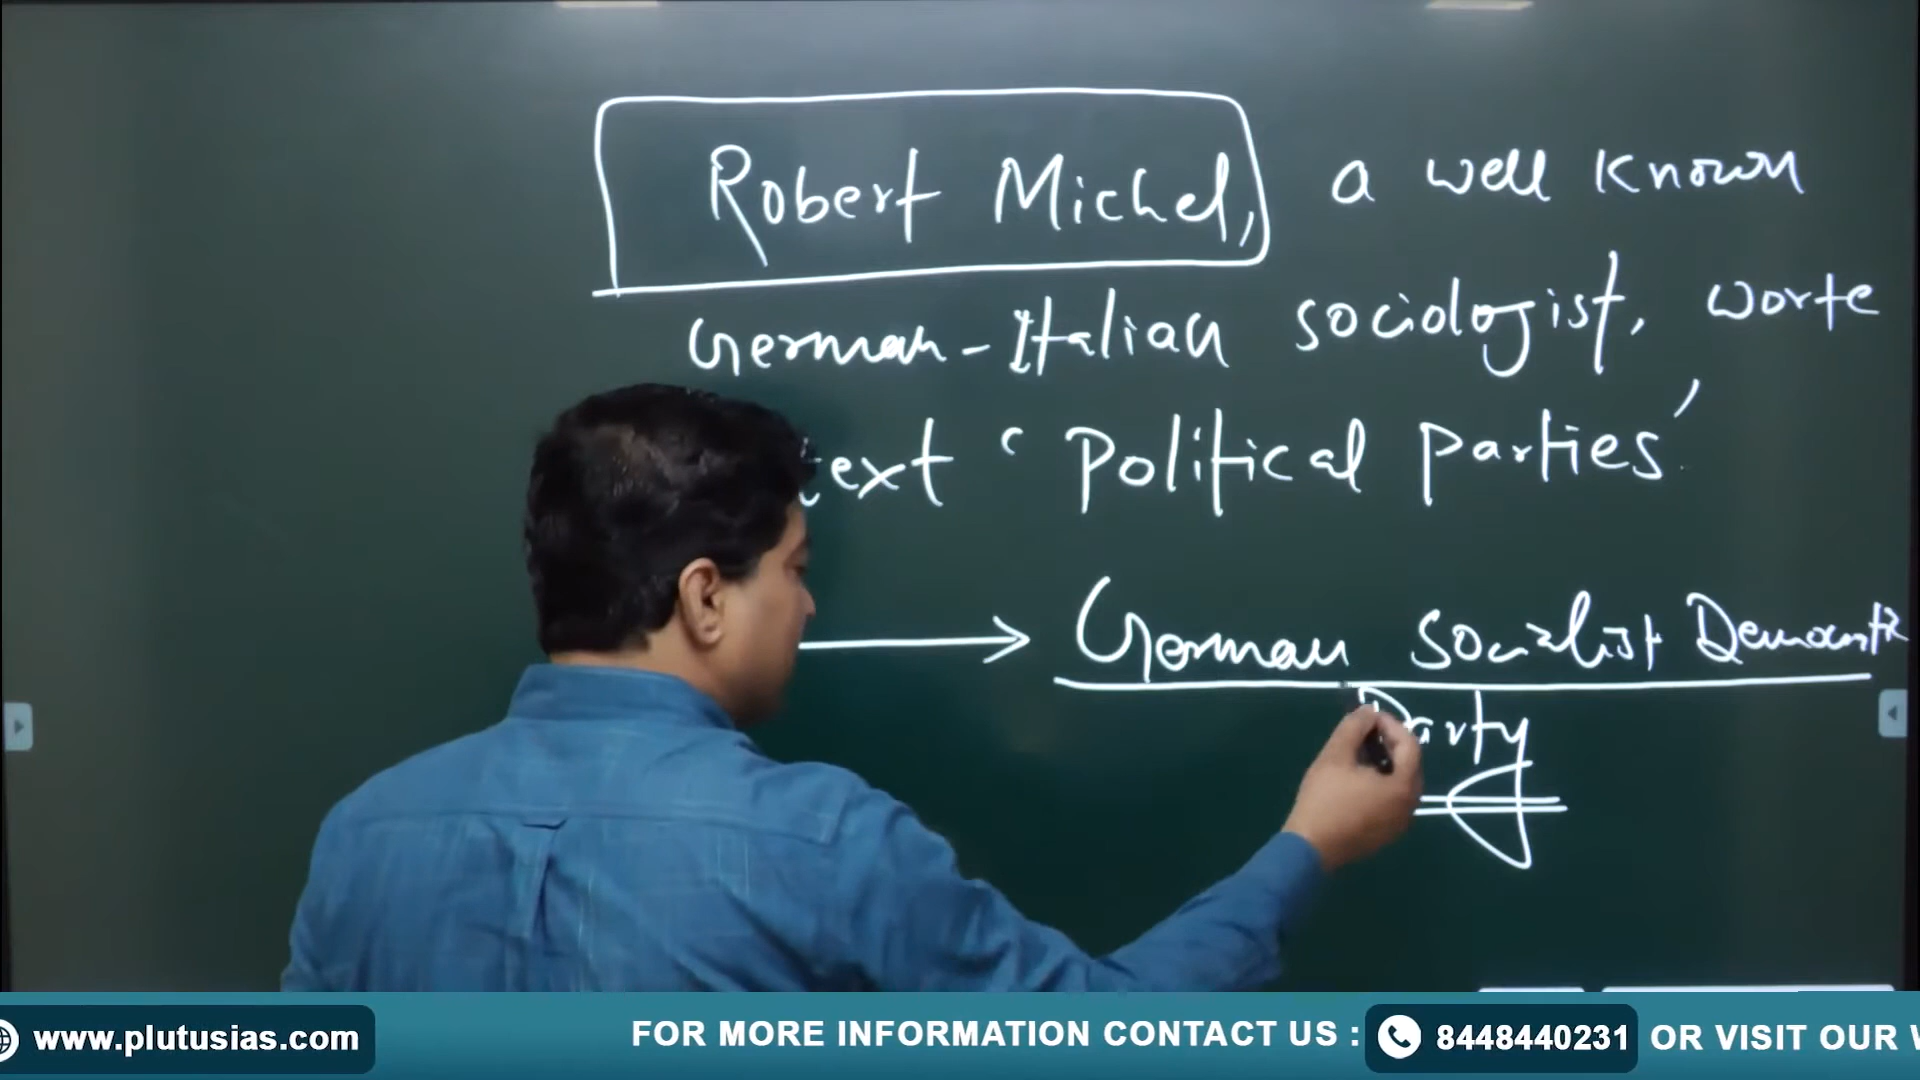 Robert Michel, a well known
German-Italian sociologist, worte
text ‘Political Parties’
German Socialist Democratic
Party
www.plutusias.com
FOR MORE INFORMATION CONTACT US :
8448440231
OR VISIT OUR W